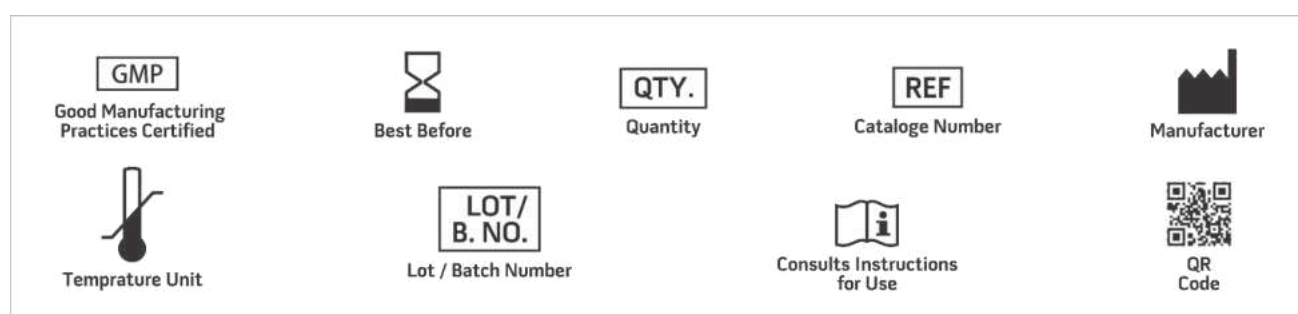 GMP
Good Manufacturing
Practices Certified
Best Before
QTY.
Quantity
REF
Cataloge Number
Manufacturer
Temprature Unit
LOT/
B. NO.
Lot / Batch Number
i
Consults Instructions
for Use
QR
Code